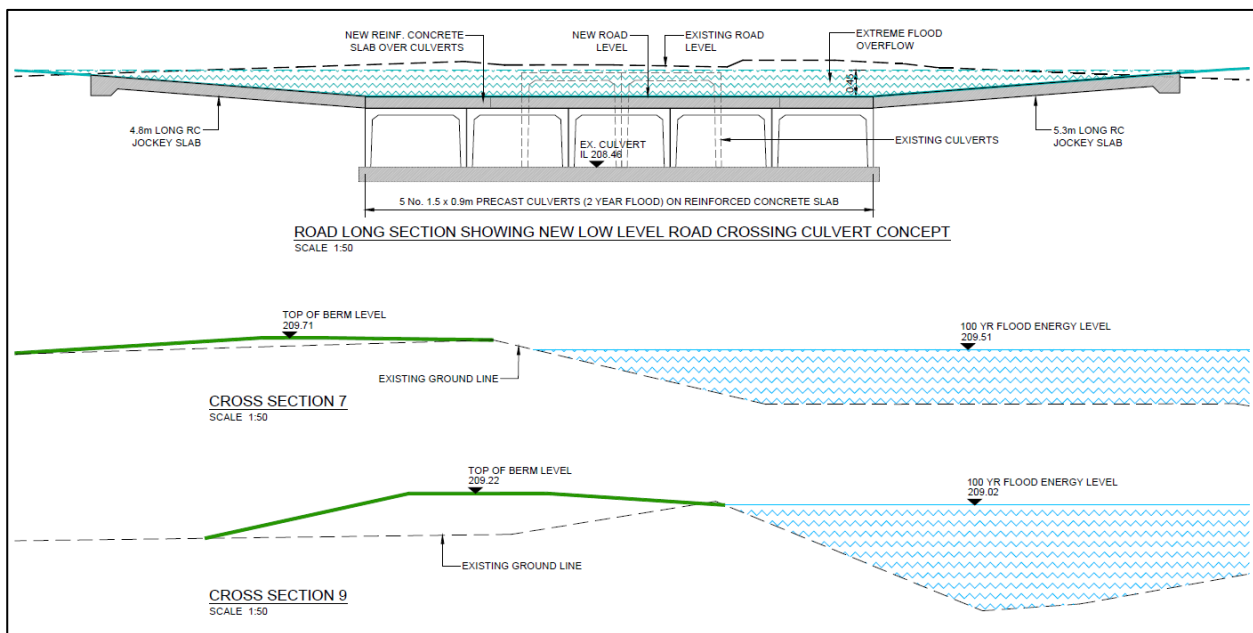 NEW REINF. CONCRETE
SLAB OVER CULVERTS
NEW ROAD
LEVEL
EXISTING ROAD
LEVEL
EXTREME FLOOD
OVERFLOW
0.45
4.8m LONG RC
JOCKEY SLAB
EX. CULVERT
IL 208.46
EXISTING CULVERTS
5.3m LONG RC
JOCKEY SLAB
5 No. 1.5 x 0.9m PRECAST CULVERTS (2 YEAR FLOOD) ON REINFORCED CONCRETE SLAB
ROAD LONG SECTION SHOWING NEW LOW LEVEL ROAD CROSSING CULVERT CONCEPT
SCALE 1:50
TOP OF BERM LEVEL
209.71
100 YR FLOOD ENERGY LEVEL
209.51
EXISTING GROUND LINE
CROSS SECTION 7
SCALE 1:50
TOP OF BERM LEVEL
209.22
100 YR FLOOD ENERGY LEVEL
209.02
EXISTING GROUND LINE
CROSS SECTION 9
SCALE 1:50